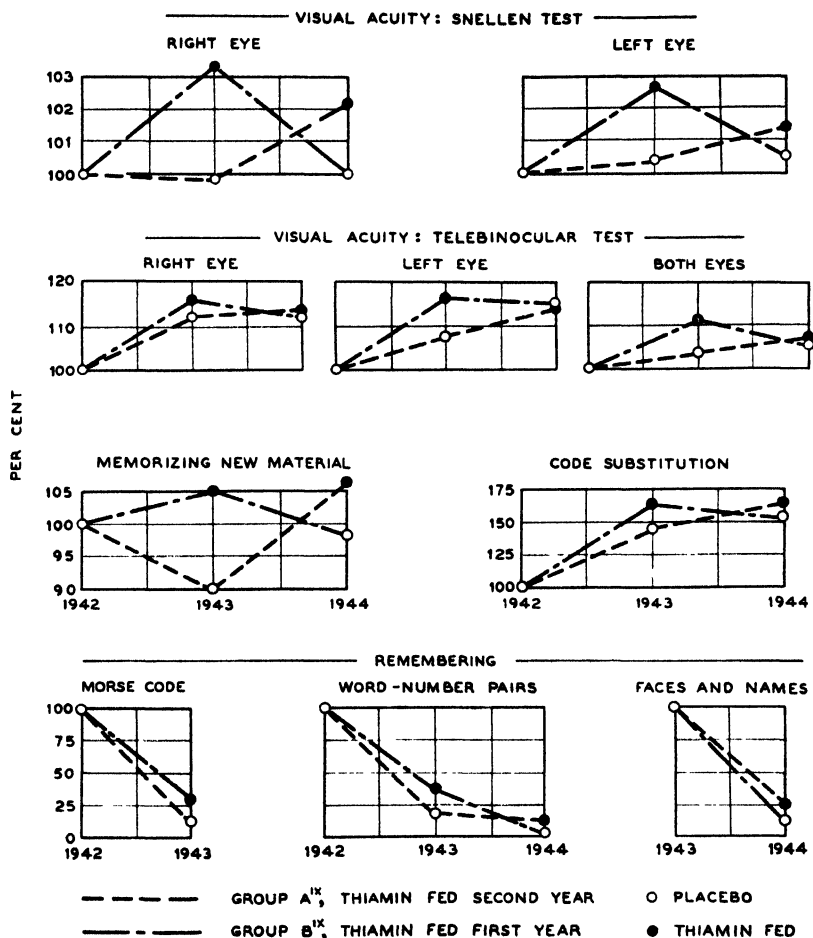 VISUAL ACUITY: SNELLEN TEST
RIGHT EYE LEFT EYE
103
102
101
100
VISUAL ACUITY: TELEBINOCULAR TEST
RIGHT EYE LEFT EYE BOTH EYES
120
110
100
PER CENT
MEMORIZING NEW MATERIAL CODE SUBSTITUTION
105 175
100 150
95 125
90 100
1942 1943 1944 1942 1943 1944
REMEMBERING
MORSE CODE WORD-NUMBER PAIRS FACES AND NAMES
100
75
50
25
0
1942 1943 1942 1943 1944 1943 1944
GROUP A^IX, THIAMIN FED SECOND YEAR PLACEBO
GROUP B^IX, THIAMIN FED FIRST YEAR THIAMIN FED